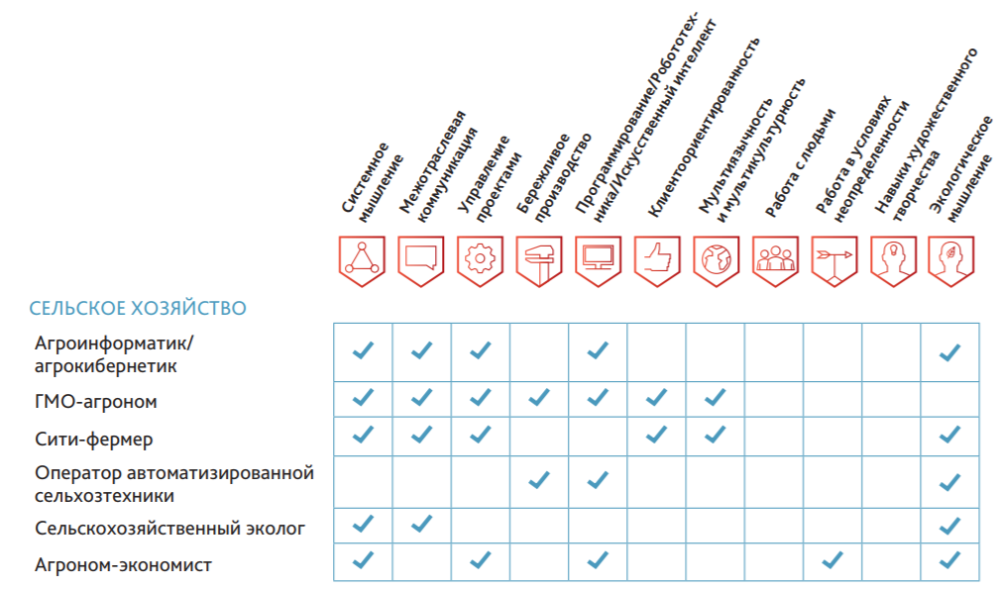 Системное
мышление
Межотраслевая
коммуникация
Управление
проектами
Бережливое
производство
Программирование/Робототех-
ника/Искусственный интеллект
Клиентоориентированность
Мультиязычность
и мультикультурность
Работа с людьми
Работа в условиях
неопределенности
Навыки художественного
творчества
Экологическое
мышление
СЕЛЬСКОЕ ХОЗЯЙСТВО
Агроинформатик/
агрокибернетик
ГМО-агроном
Сити-фермер
Оператор автоматизированной
сельхозтехники
Сельскохозяйственный эколог
Агроном-экономист